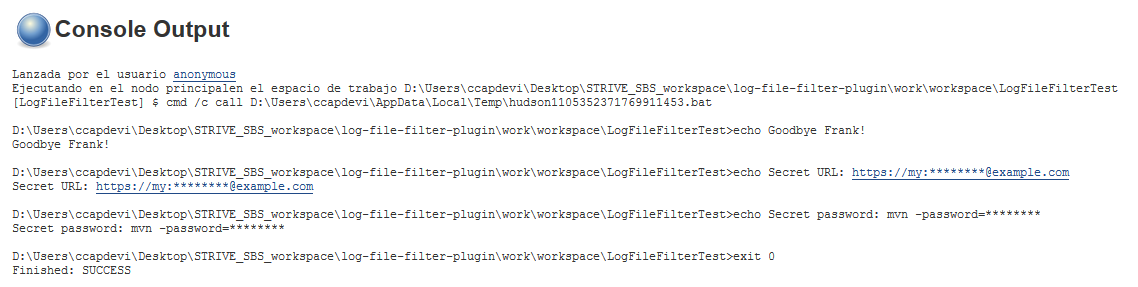 Console Output
Lanzada por el usuario anonymous
Ejecutando en el nodo principalen el espacio de trabajo D:\Users\ccapdevi\Desktop\STRIVE_SBS_workspace\log-file-filter-plugin\work\workspace\LogFileFilterTest
[LogFileFilterTest] $ cmd /c call D:\Users\ccapdevi\AppData\Local\Temp\hudson1105352371769911453.bat
D:\Users\ccapdevi\Desktop\STRIVE_SBS_workspace\log-file-filter-plugin\work\workspace\LogFileFilterTest>echo Goodbye Frank!
Goodbye Frank!
D:\Users\ccapdevi\Desktop\STRIVE_SBS_workspace\log-file-filter-plugin\work\workspace\LogFileFilterTest>echo Secret URL: https://my:********@example.com
Secret URL: https://my:********@example.com
D:\Users\ccapdevi\Desktop\STRIVE_SBS_workspace\log-file-filter-plugin\work\workspace\LogFileFilterTest>echo Secret password: mvn -password=********
Secret password: mvn -password=********
D:\Users\ccapdevi\Desktop\STRIVE_SBS_workspace\log-file-filter-plugin\work\workspace\LogFileFilterTest>exit 0
Finished: SUCCESS